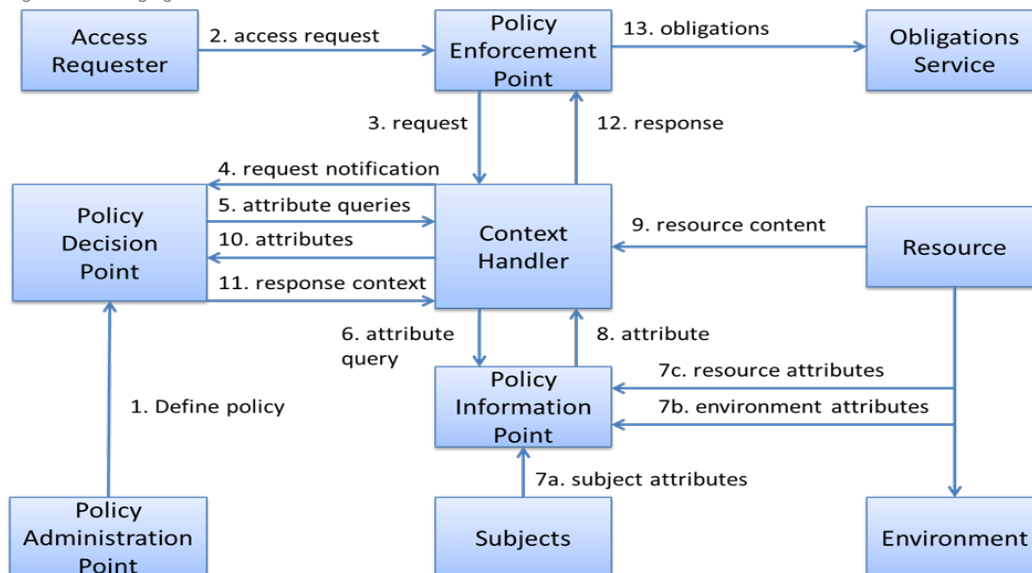 Access
Requester
2. access request
Policy
Enforcement
Point
13. obligations
Obligations
Service
3. request
12. response
4. request notification
5. attribute queries
10. attributes
11. response context
Policy
Decision
Point
Context
Handler
9. resource content
Resource
6. attribute
query
8. attribute
7c. resource attributes
7b. environment attributes
Policy
Information
Point
1. Define policy
7a. subject attributes
Policy
Administration
Point
Subjects
Environment